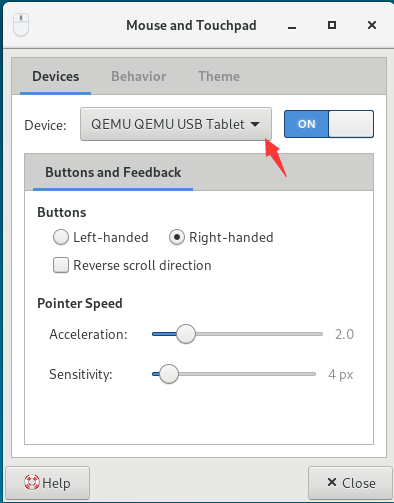 Mouse and Touchpad
Devices Behavior Theme
Device: QEMU QEMU USB Tablet ON
Buttons and Feedback
Buttons
Left-handed Right-handed
Reverse scroll direction
Pointer Speed
Acceleration: 2.0
Sensitivity: 4 px
Help Close